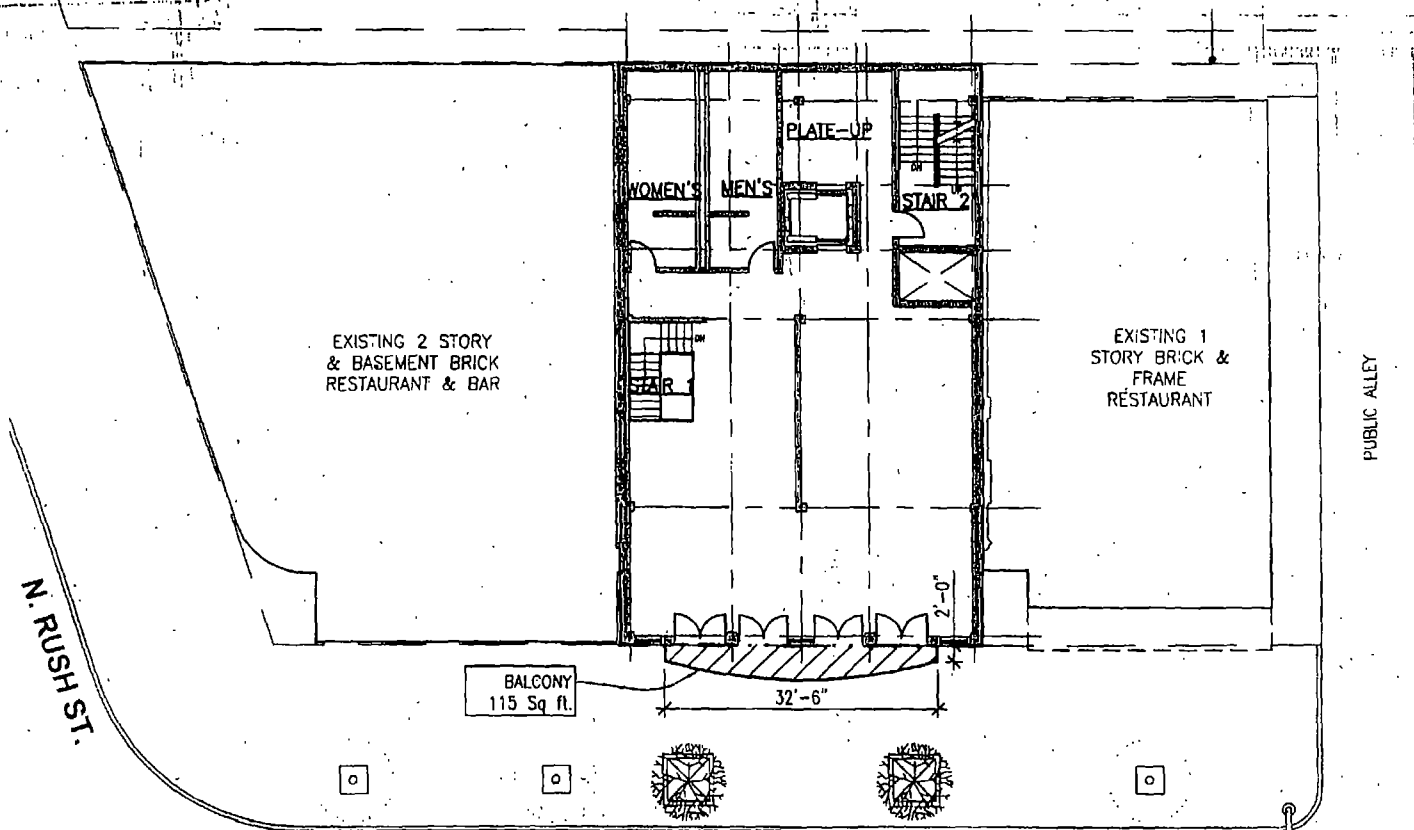 PLATE-UP
WOMEN'S
MEN'S
DN
UP
STAIR 2
EXISTING 2 STORY
& BASEMENT BRICK
RESTAURANT & BAR
DN
STAIR 1
EXISTING 1
STORY BRICK &
FRAME
RESTAURANT
PUBLIC ALLEY
N. RUSH ST.
2'-0"
BALCONY
115 Sq ft.
32'-6"